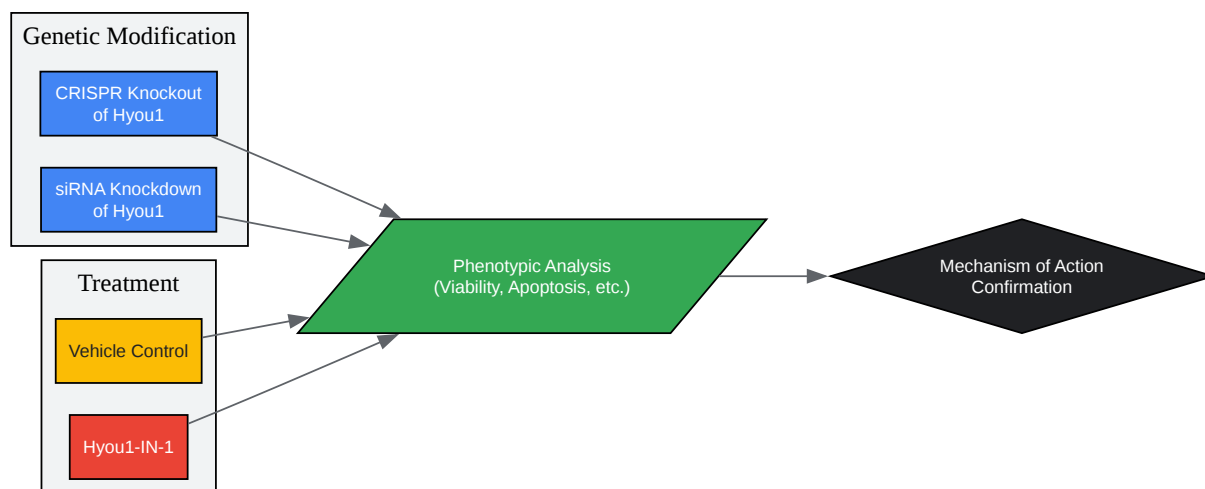 Genetic Modification
CRISPR Knockout
of Hyou1
siRNA Knockdown
of Hyou1
Treatment
Vehicle Control
Hyou1-IN-1
Phenotypic Analysis
(Viability, Apoptosis, etc.)
Mechanism of Action
Confirmation